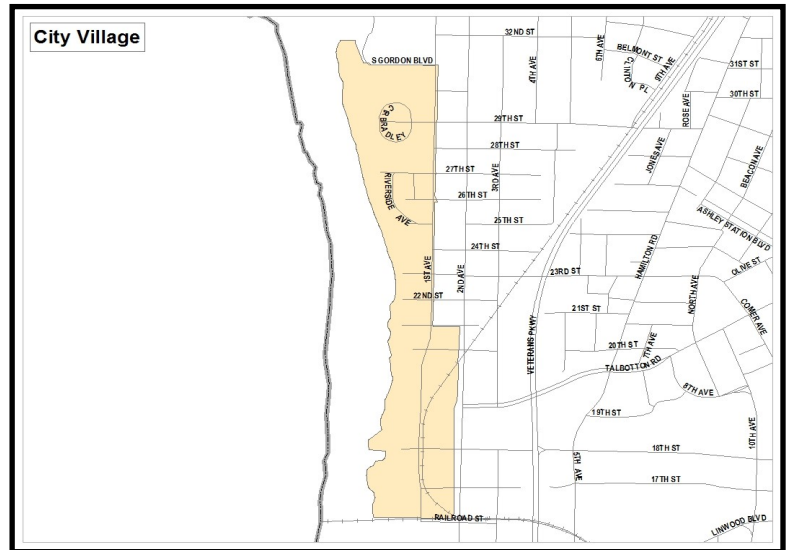 City Village
32ND ST
S GORDON BLVD
4TH AVE
6TH AVE
BELMONT ST
CLINTON PL
9TH AVE
31ST ST
30TH ST
ROSE AVE
CR BRADLEY
29TH ST
28TH ST
JONES AVE
BEACON AVE
27TH ST
3RD AVE
RIVERSIDE AVE
26TH ST
25TH ST
ASHLEY STATION BLVD
24TH ST
HAMILTON RD
OLIVE ST
1ST AVE
2ND AVE
23RD ST
22ND ST
21ST ST
NORTH AVE
COMER AVE
VETERANS PKWY
20TH ST
7TH AVE
TALBOTTON RD
8TH AVE
19TH ST
10TH AVE
18TH ST
5TH AVE
17TH ST
RAILROAD ST
LINWOOD BLVD